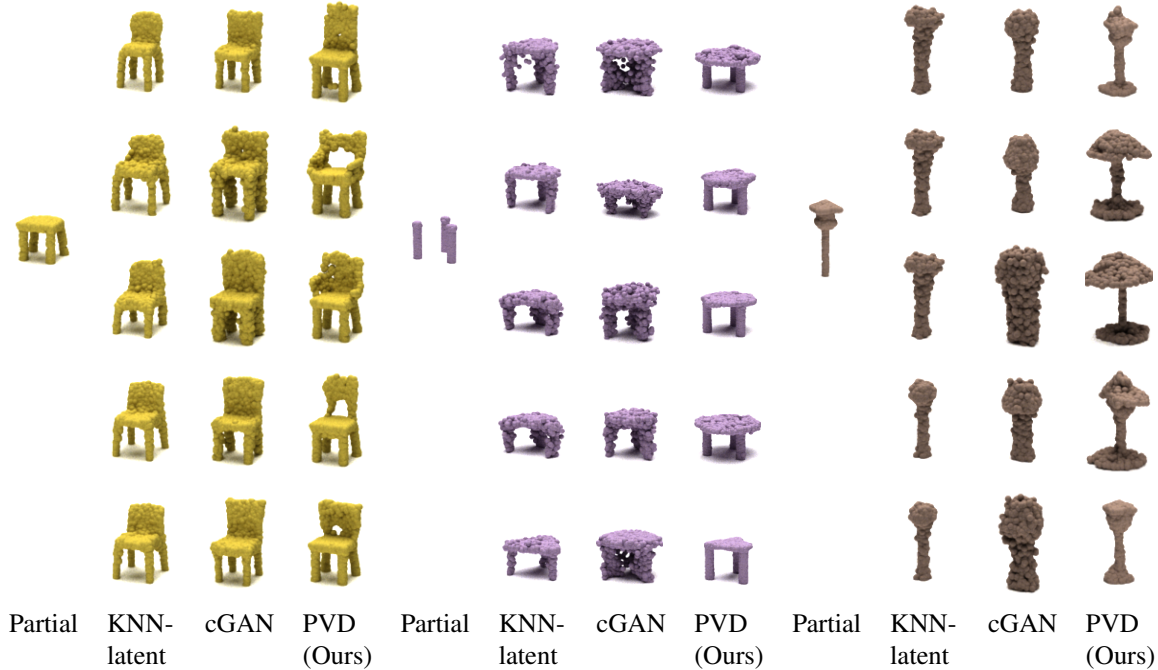 Partial KNN- cGAN PVD Partial KNN- cGAN PVD Partial KNN- cGAN PVD
latent (Ours) latent (Ours) latent (Ours)